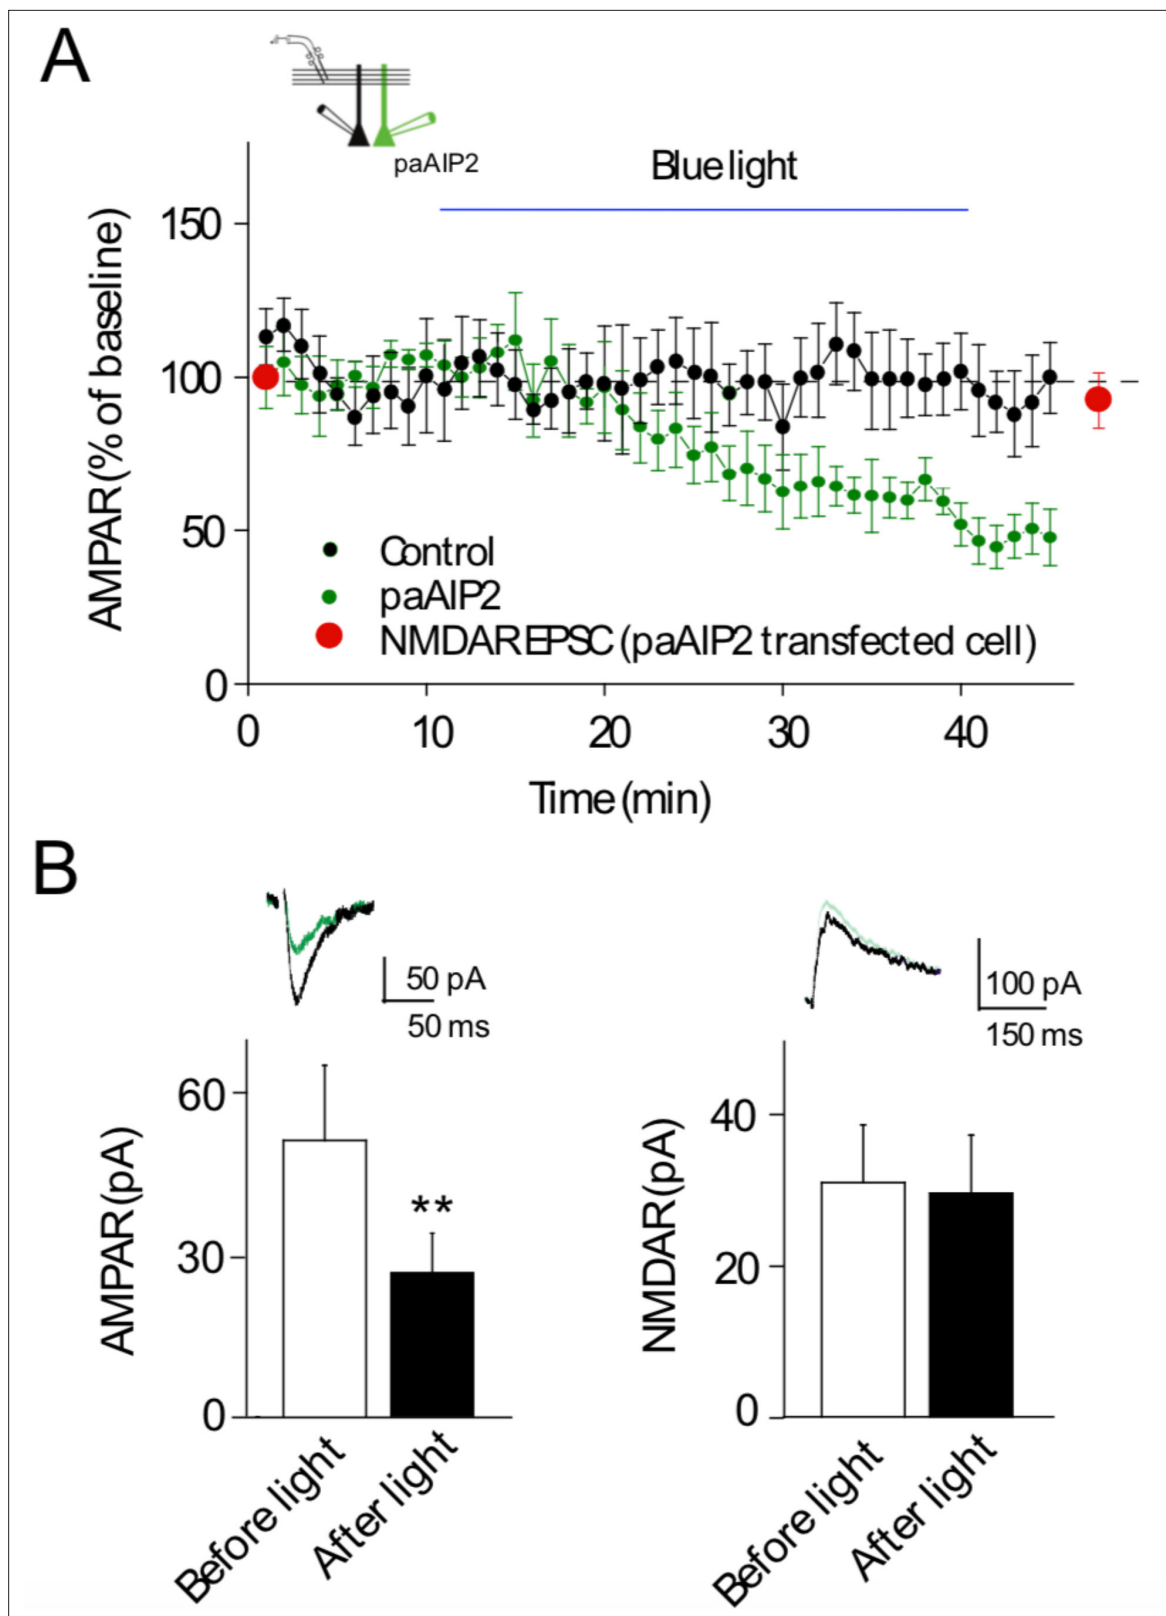 A
paAIP2
Blue light
AMPAR (% of baseline)
150
100
50
0
Control
paAIP2
NMDAR EPSC (paAIP2 transfected cell)
0 10 20 30 40
Time (min)
B
50 pA
50 ms
100 pA
150 ms
AMPAR (pA)
60
30
0
**
Before light
After light
NMDAR (pA)
40
20
0
Before light
After light